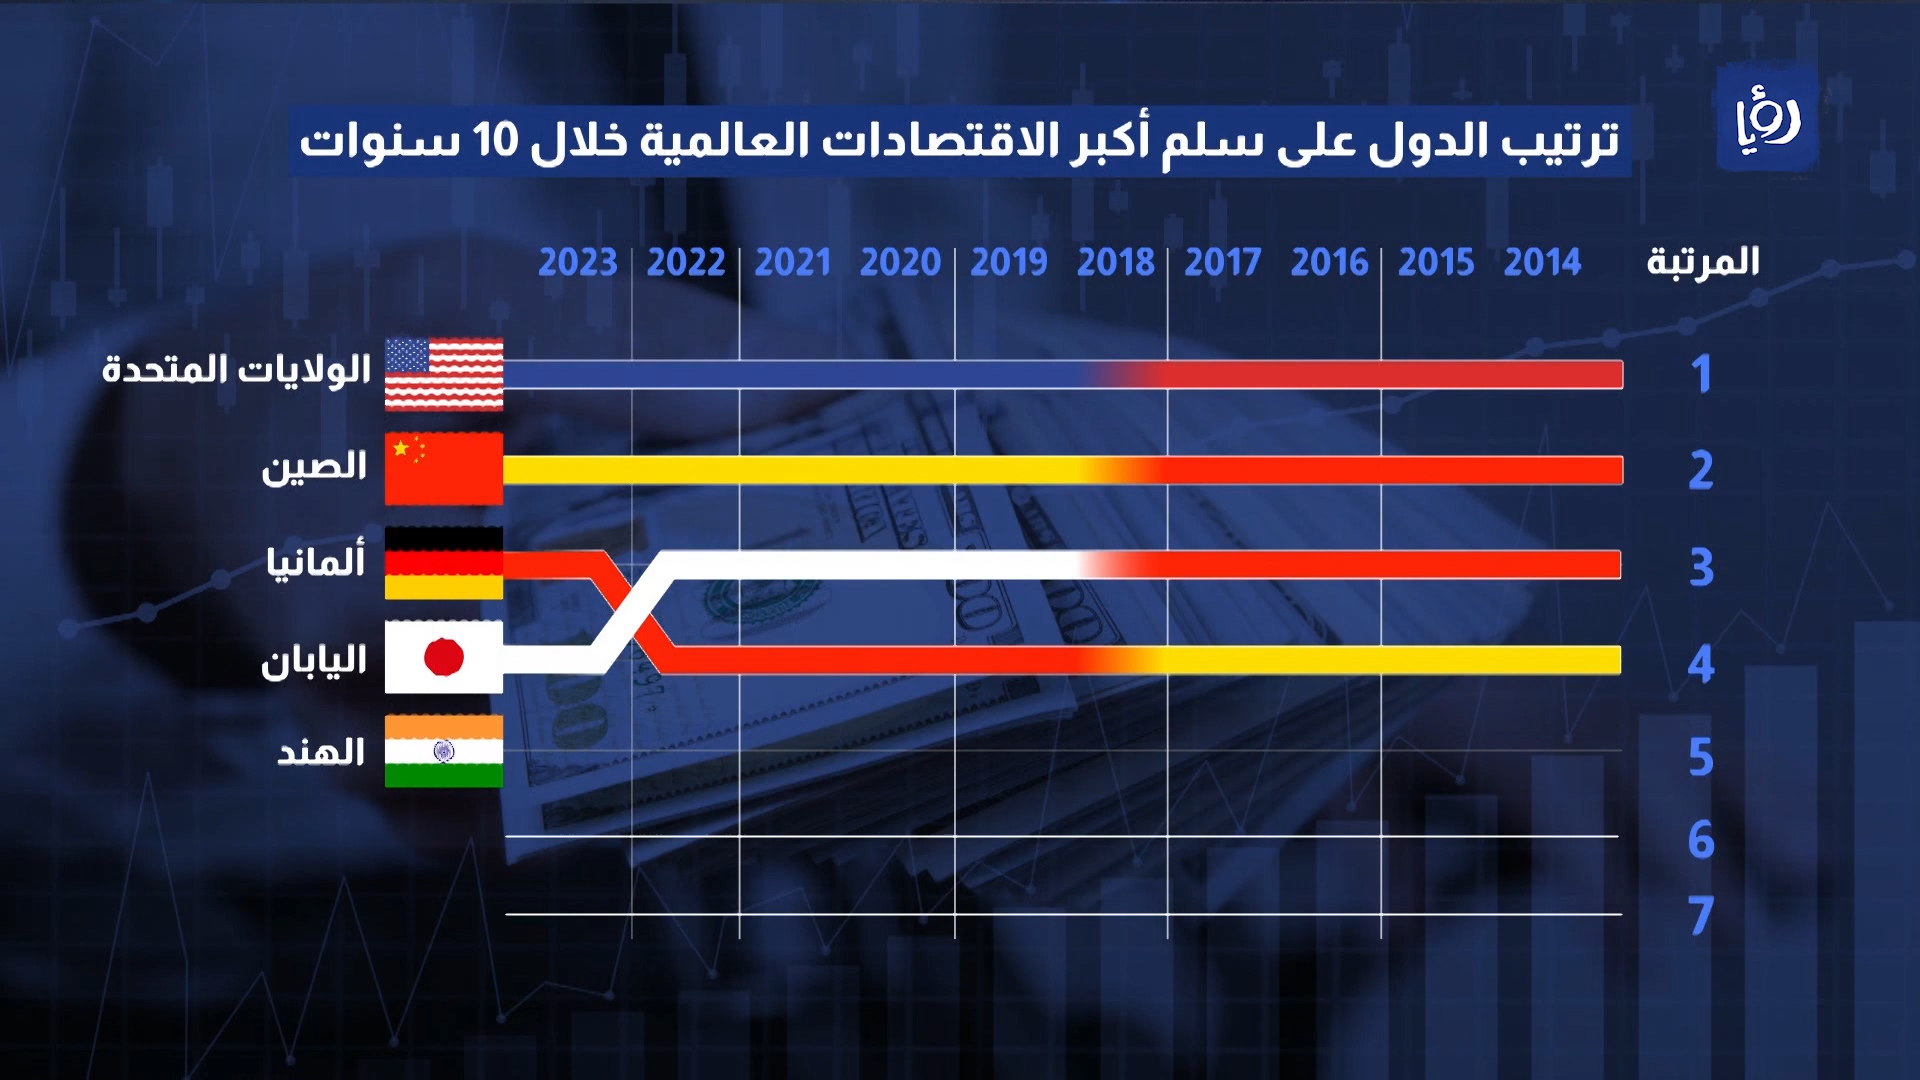 رؤيا
ترتيب الدول على سلم أكبر الاقتصادات العالمية خلال 10 سنوات
المرتبة 2014 2015 2016 2017 2018 2019 2020 2021 2022 2023
1 الولايات المتحدة
2 الصين
3 ألمانيا
4 اليابان
5 الهند
6
7